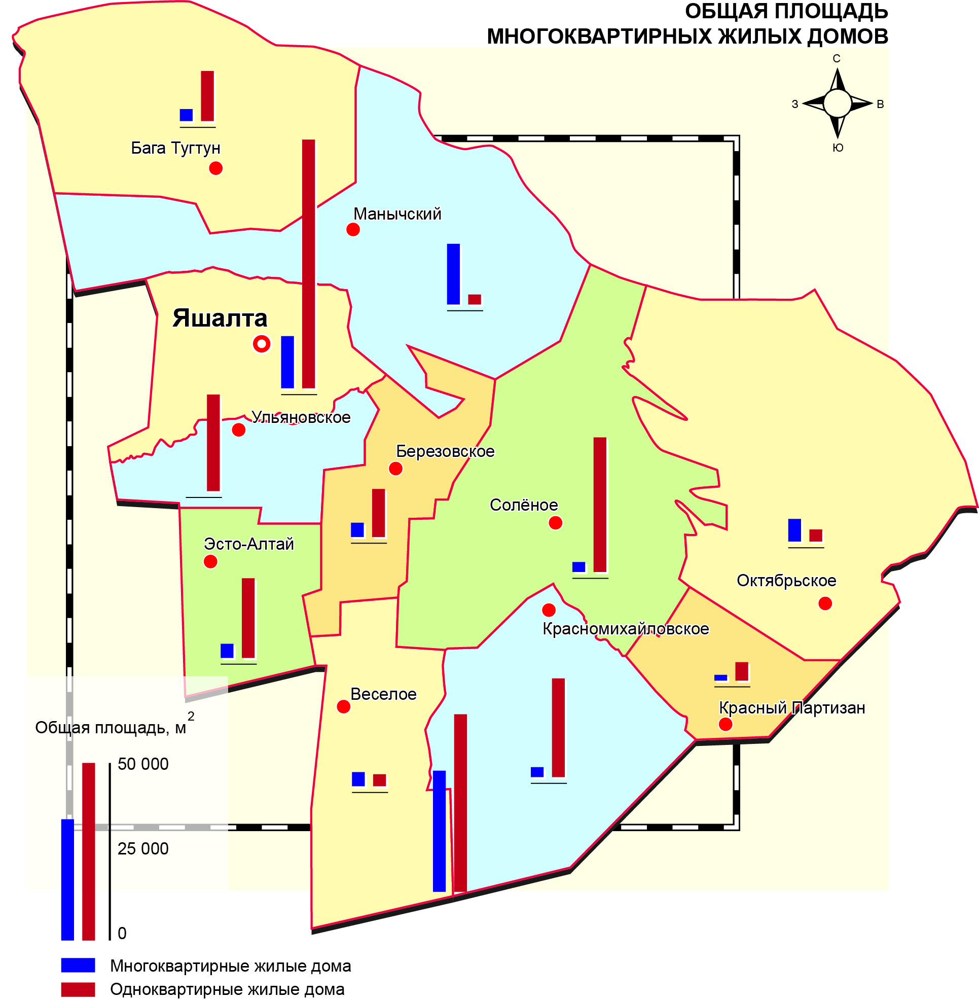 ОБЩАЯ ПЛОЩАДЬ
МНОГОКВАРТИРНЫХ ЖИЛЫХ ДОМОВ
С
З
В
Ю
Бага Тугтун
Манычский
Яшалта
Ульяновское
Березовское
Солёное
Эсто-Алтай
Октябрьское
Красномихайловское
Веселое
Красный Партизан
Общая площадь, м2
50 000
25 000
0
Многоквартирные жилые дома
Одноквартирные жилые дома